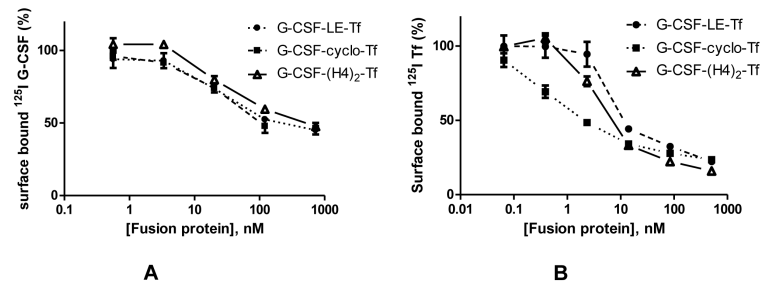 surface bound ¹²⁵I G-CSF (%)
100
50
0
0.1
1
10
100
1000
[Fusion protein], nM
G-CSF-LE-Tf
G-CSF-cyclo-Tf
G-CSF-(H4)₂-Tf
A
Surface bound ¹²⁵I Tf (%)
100
50
0
0.01
0.1
1
10
100
1000
[Fusion protein], nM
G-CSF-LE-Tf
G-CSF-cyclo-Tf
G-CSF-(H4)₂-Tf
B